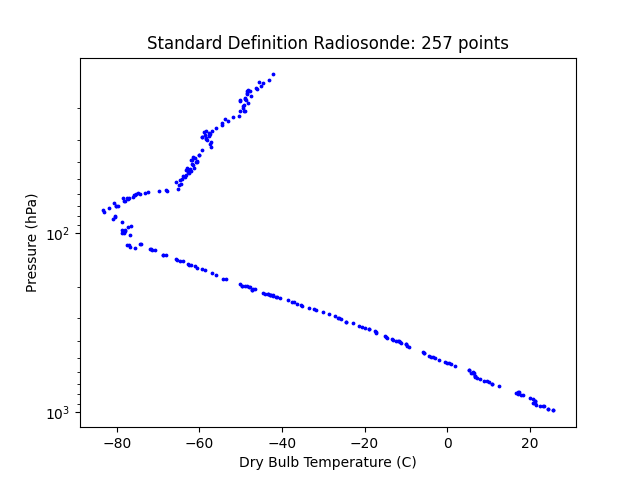 Standard Definition Radiosonde: 257 points
Pressure (hPa)
10²
10³
−80
−60
−40
−20
0
20
Dry Bulb Temperature (C)